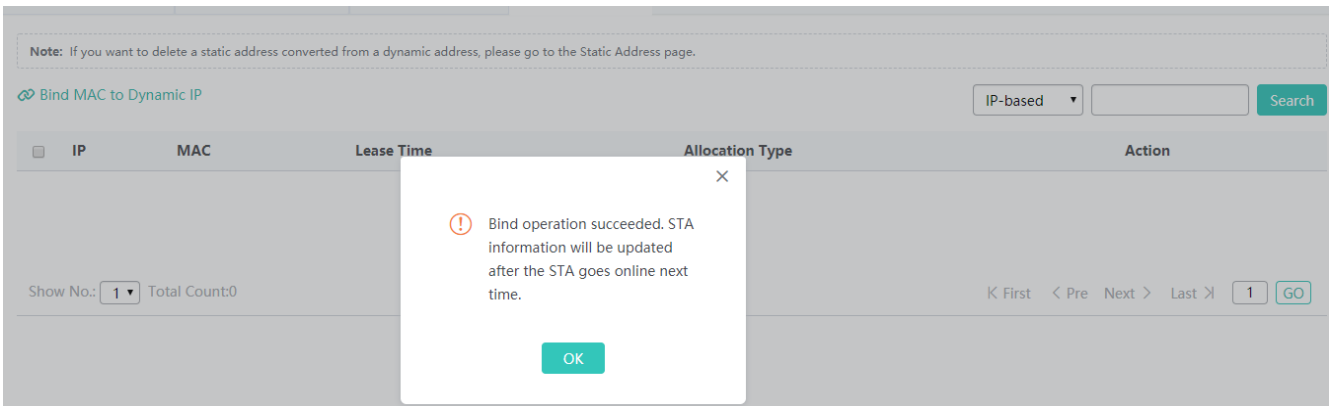 Note: If you want to delete a static address converted from a dynamic address, please go to the Static Address page.
Bind MAC to Dynamic IP
IP-based
Search
IP MAC Lease Time Allocation Type Action
Bind operation succeeded. STA
information will be updated
after the STA goes online next
time.
OK
Show No.: 1 Total Count:0
First Pre Next Last 1 GO